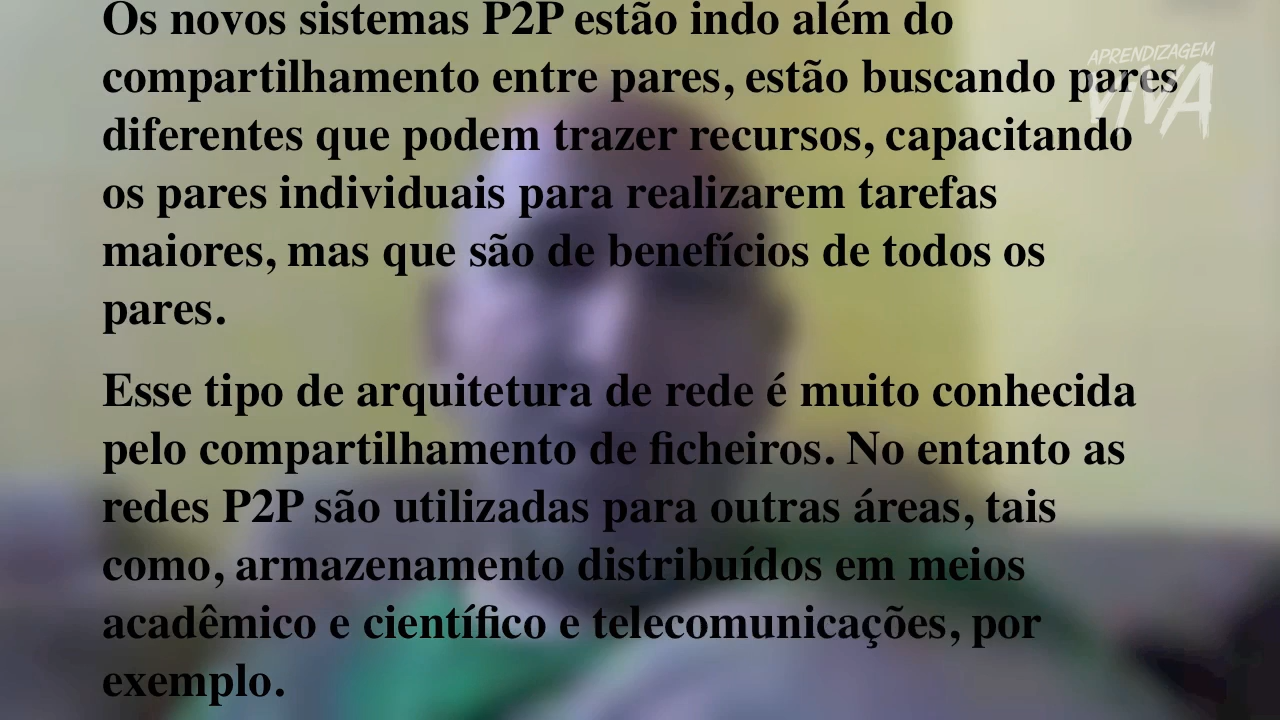 Os novos sistemas P2P estão indo além do
compartilhamento entre pares, estão buscando pares
diferentes que podem trazer recursos, capacitando
os pares individuais para realizarem tarefas
maiores, mas que são de benefícios de todos os
pares.
Esse tipo de arquitetura de rede é muito conhecida
pelo compartilhamento de ficheiros. No entanto as
redes P2P são utilizadas para outras áreas, tais
como, armazenamento distribuídos em meios
acadêmico e científico e telecomunicações, por
exemplo.
APRENDIZAGEM
VIVA